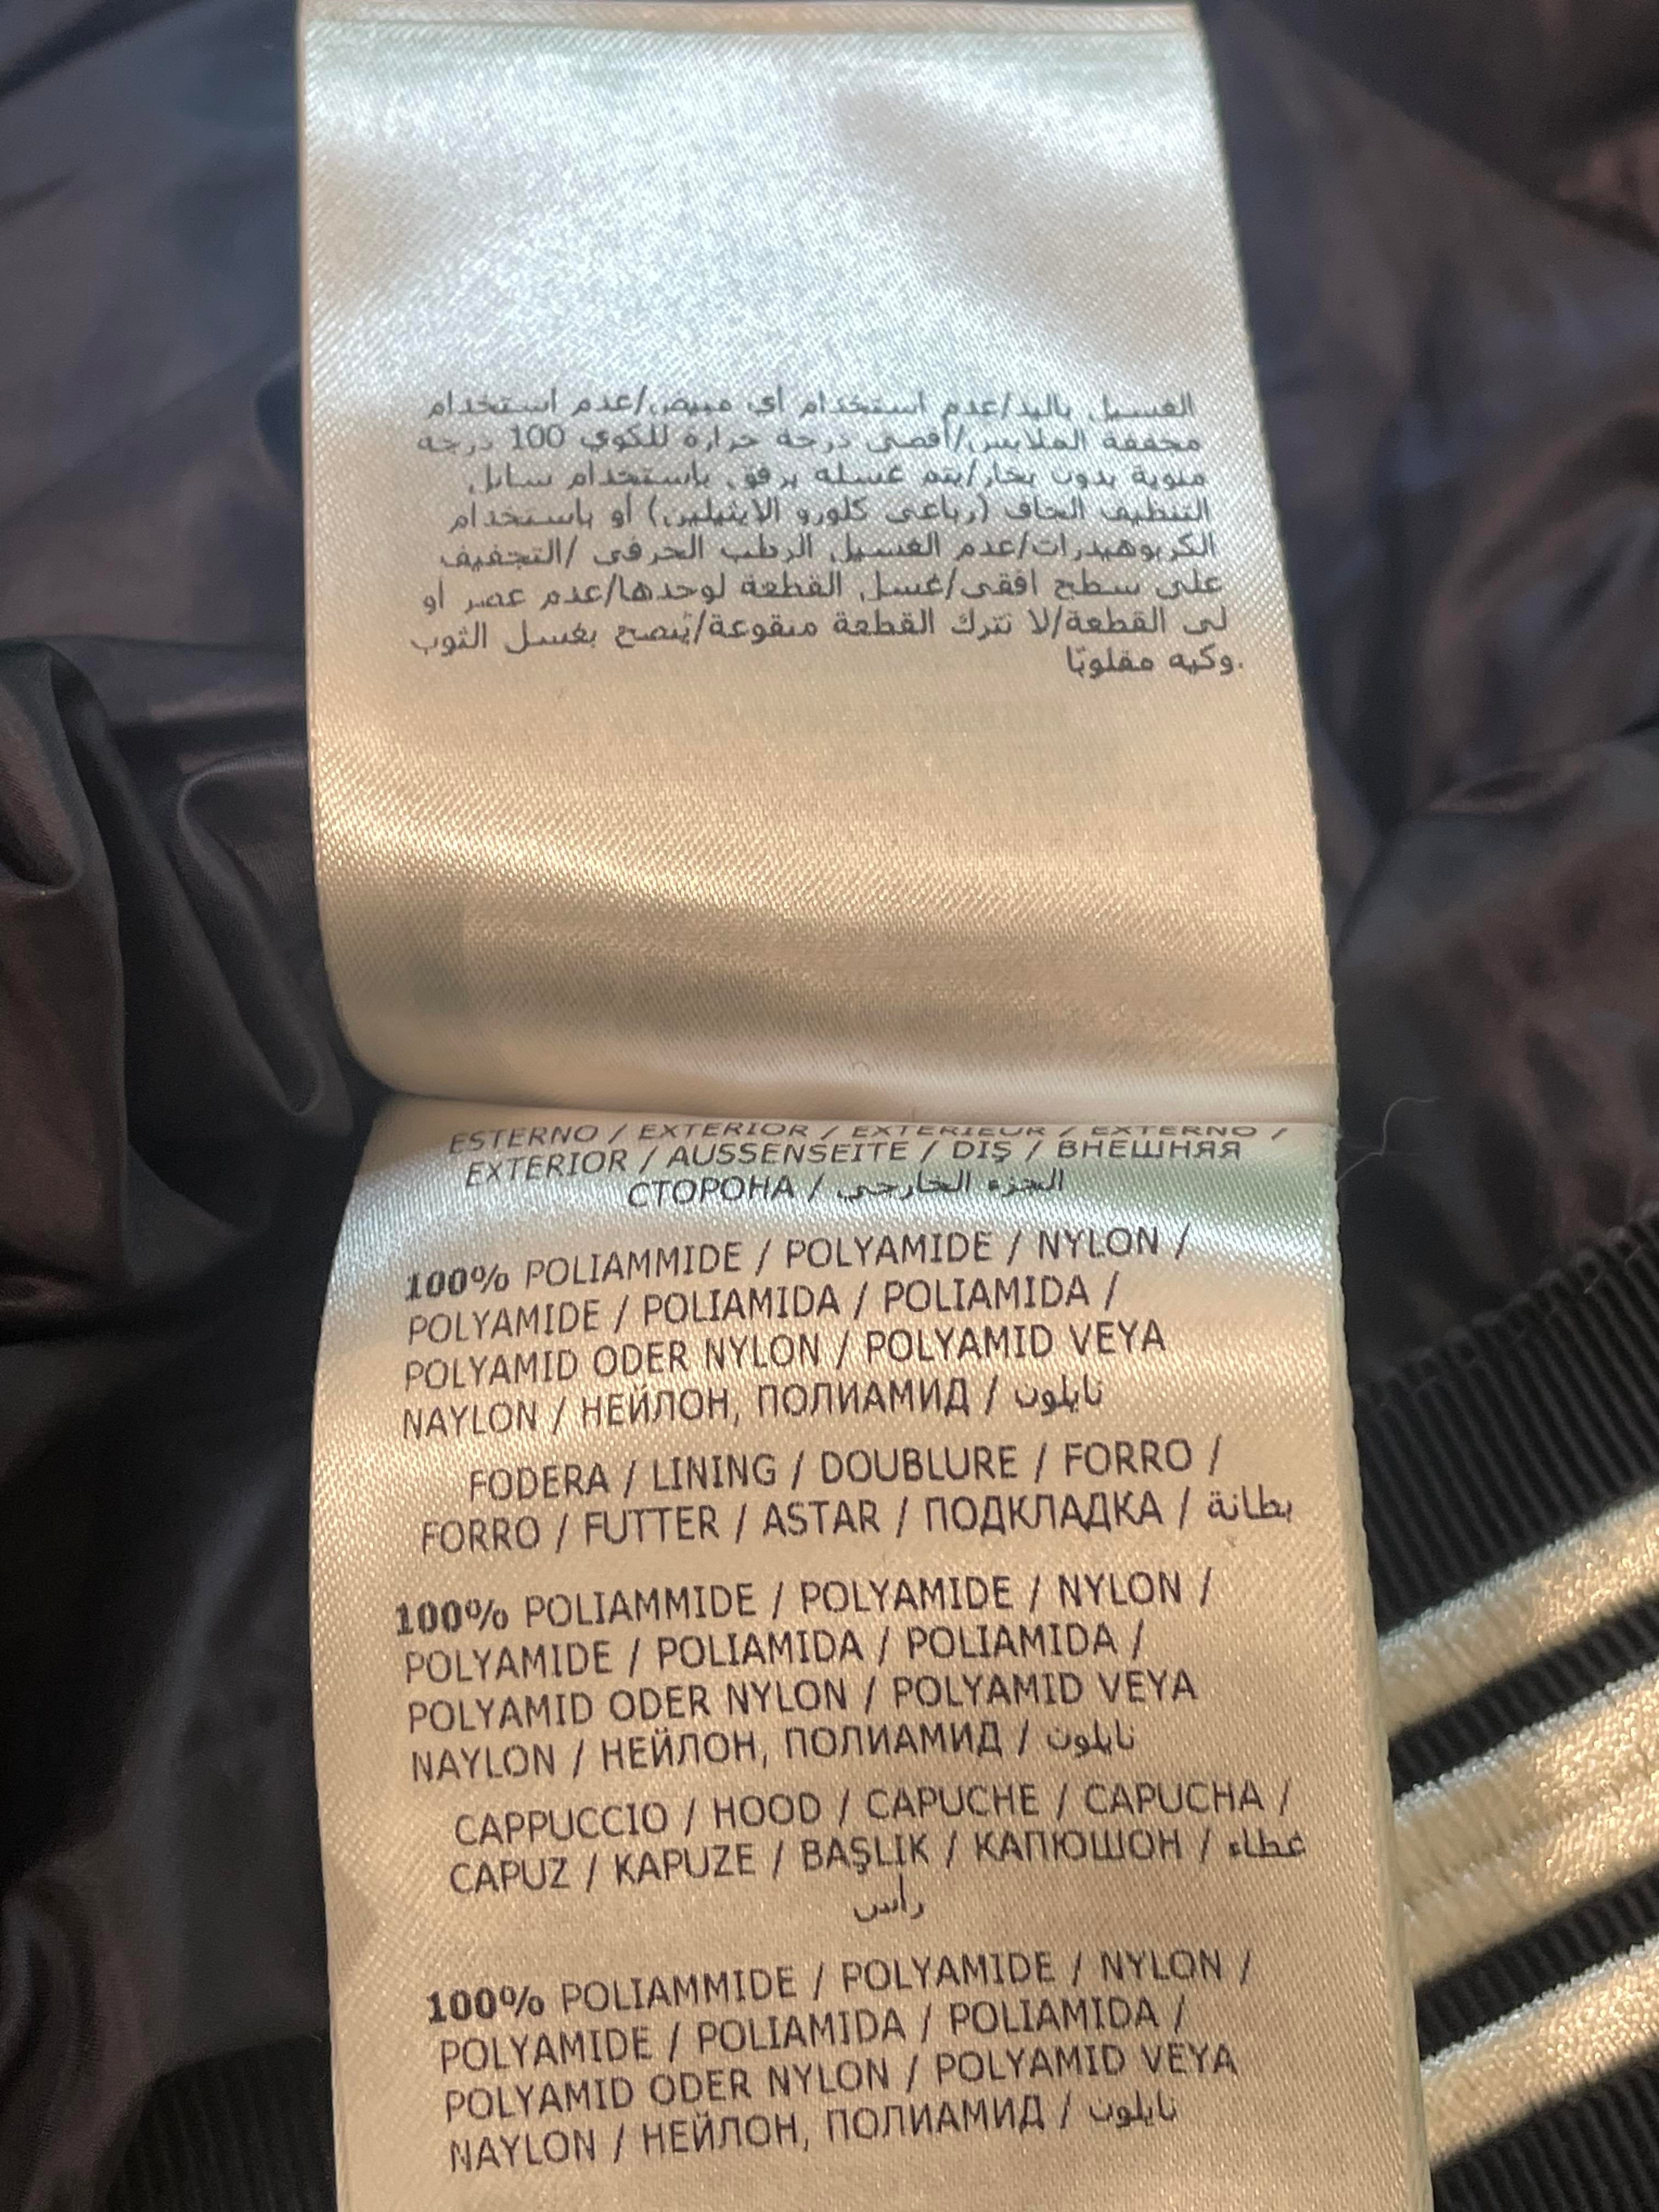 الغسيل باليد/عدم استخدام أي مبيض/عدم استخدام
مجففة الملابس/أقصى درجة حرارة للكوي 100 درجة
مئوية بدون بخار/يتم غسله برفق باستخدام سائل
التنظيف الجاف (رباعي كلورو الايثيلين) أو باستخدام
الكربوهيدرات/عدم الغسيل الرطب الحرفى /التجفيف
على سطح افقى/غسل القطعة لوحدها/عدم عصر او
لى القطعة/لا تترك القطعة منقوعة/يُنصح بغسل الثوب
وكيه مقلوبًا.
ESTERNO / EXTERIOR / EXTERIEUR / EXTERNO /
EXTERIOR / AUSSENSEITE / DIŞ / ВНЕШНЯЯ
СТОРОНА / الجزء الخارجي
100% POLIAMMIDE / POLYAMIDE / NYLON /
POLYAMIDE / POLIAMIDA / POLIAMIDA /
POLYAMID ODER NYLON / POLYAMID VEYA
NAYLON / НЕЙЛОН, ПОЛИАМИД / نايلون
FODERA / LINING / DOUBLURE / FORRO /
FORRO / FUTTER / ASTAR / ПОДКЛАДКА / بطانة
100% POLIAMMIDE / POLYAMIDE / NYLON /
POLYAMIDE / POLIAMIDA / POLIAMIDA /
POLYAMID ODER NYLON / POLYAMID VEYA
NAYLON / НЕЙЛОН, ПОЛИАМИД / نايلون
CAPPUCCIO / HOOD / CAPUCHE / CAPUCHA /
CAPUZ / KAPUZE / BAŞLIK / КАПЮШОН / غطاء
رأس
100% POLIAMMIDE / POLYAMIDE / NYLON /
POLYAMIDE / POLIAMIDA / POLIAMIDA /
POLYAMID ODER NYLON / POLYAMID VEYA
NAYLON / НЕЙЛОН, ПОЛИАМИД / نايلون